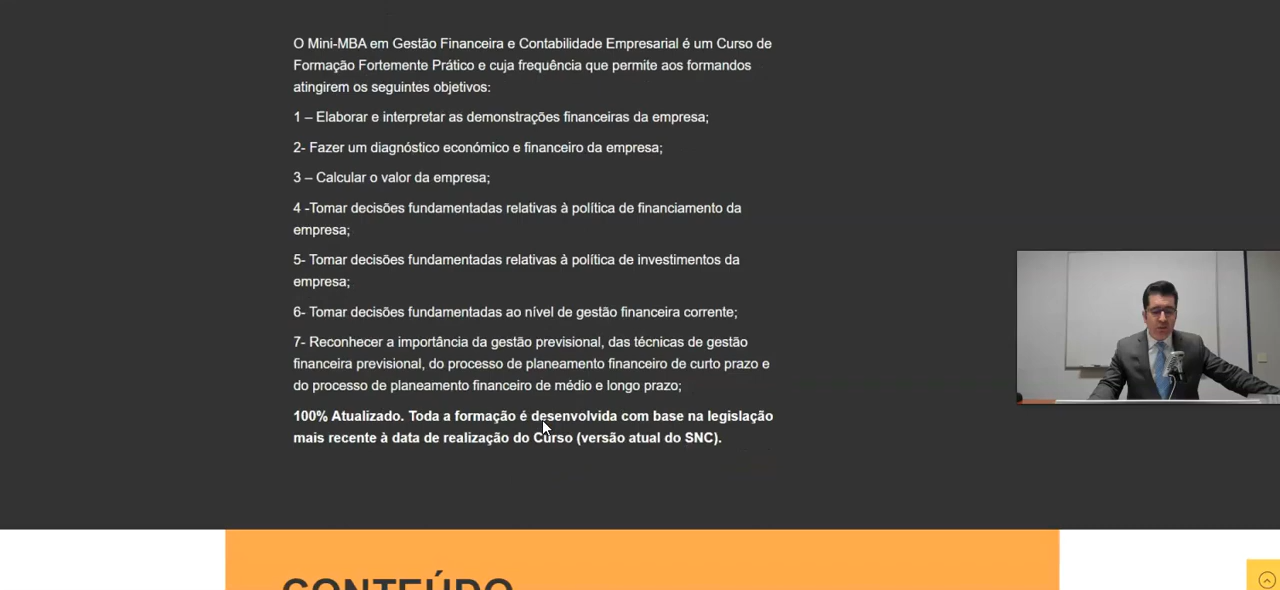 O Mini-MBA em Gestão Financeira e Contabilidade Empresarial é um Curso de
Formação Fortemente Prático e cuja frequência que permite aos formandos
atingirem os seguintes objetivos:
1 – Elaborar e interpretar as demonstrações financeiras da empresa;
2- Fazer um diagnóstico económico e financeiro da empresa;
3 – Calcular o valor da empresa;
4 -Tomar decisões fundamentadas relativas à política de financiamento da
empresa;
5- Tomar decisões fundamentadas relativas à política de investimentos da
empresa;
6- Tomar decisões fundamentadas ao nível de gestão financeira corrente;
7- Reconhecer a importância da gestão previsional, das técnicas de gestão
financeira previsional, do processo de planeamento financeiro de curto prazo e
do processo de planeamento financeiro de médio e longo prazo;
100% Atualizado. Toda a formação é desenvolvida com base na legislação
mais recente à data de realização do Curso (versão atual do SNC).
CONTEÚDO